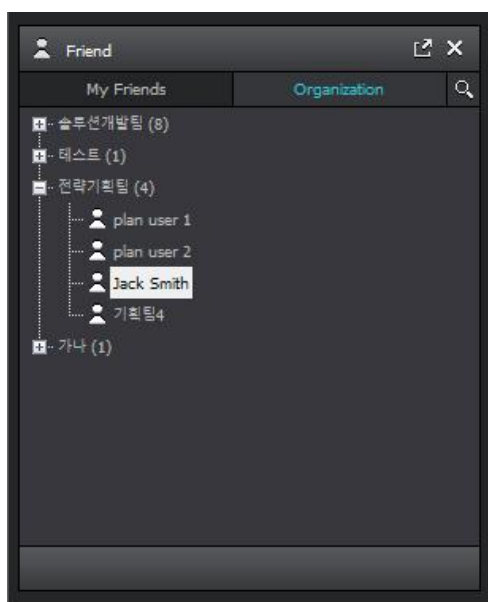 Friend
My Friends Organization
솔루션개발팀 (8)
테스트 (1)
전략기획팀 (4)
plan user 1
plan user 2
Jack Smith
기획팀4
가나 (1)